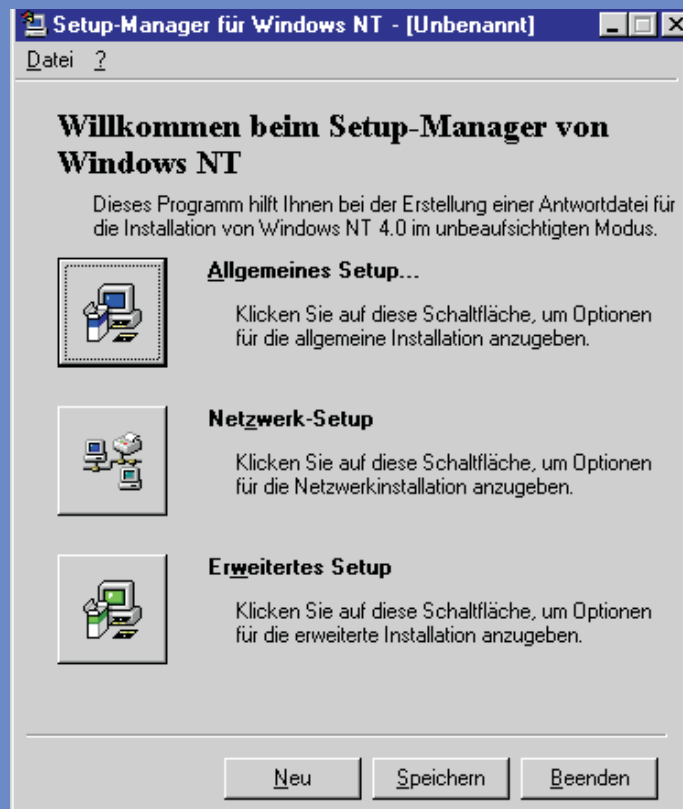 Setup-Manager für Windows NT - [Unbenannt]
Datei ?
Willkommen beim Setup-Manager von
Windows NT
Dieses Programm hilft Ihnen bei der Erstellung einer Antwortdatei für
die Installation von Windows NT 4.0 im unbeaufsichtigten Modus.
Allgemeines Setup...
Klicken Sie auf diese Schaltfläche, um Optionen
für die allgemeine Installation anzugeben.
Netzwerk-Setup
Klicken Sie auf diese Schaltfläche, um Optionen
für die Netzwerkinstallation anzugeben.
Erweitertes Setup
Klicken Sie auf diese Schaltfläche, um Optionen
für die erweiterte Installation anzugeben.
Neu Speichern Beenden